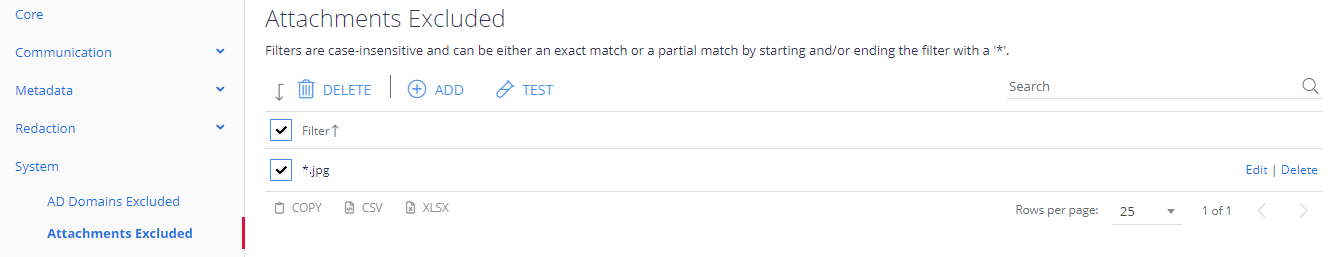 Core
Communication
Metadata
Redaction
System
AD Domains Excluded
Attachments Excluded
Attachments Excluded
Filters are case-insensitive and can be either an exact match or a partial match by starting and/or ending the filter with a '*'.
DELETE | ADD TEST
Search
Filter↑
*.jpg
Edit | Delete
COPY CSV XLSX
Rows per page: 25 1 of 1